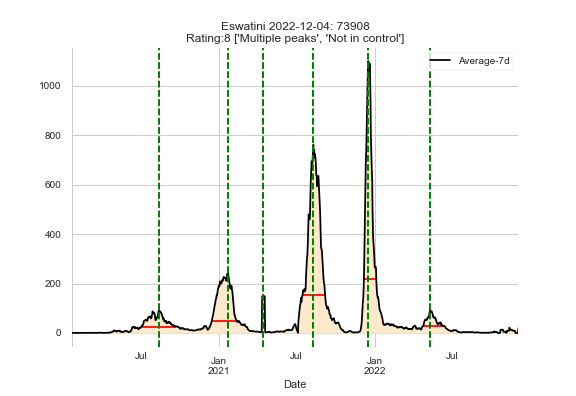 Eswatini 2022-12-04: 73908
Rating:8 ['Multiple peaks', 'Not in control']
Average-7d
1000
800
600
400
200
0
Jul
Jan
2021
Jul
Jan
2022
Jul
Date